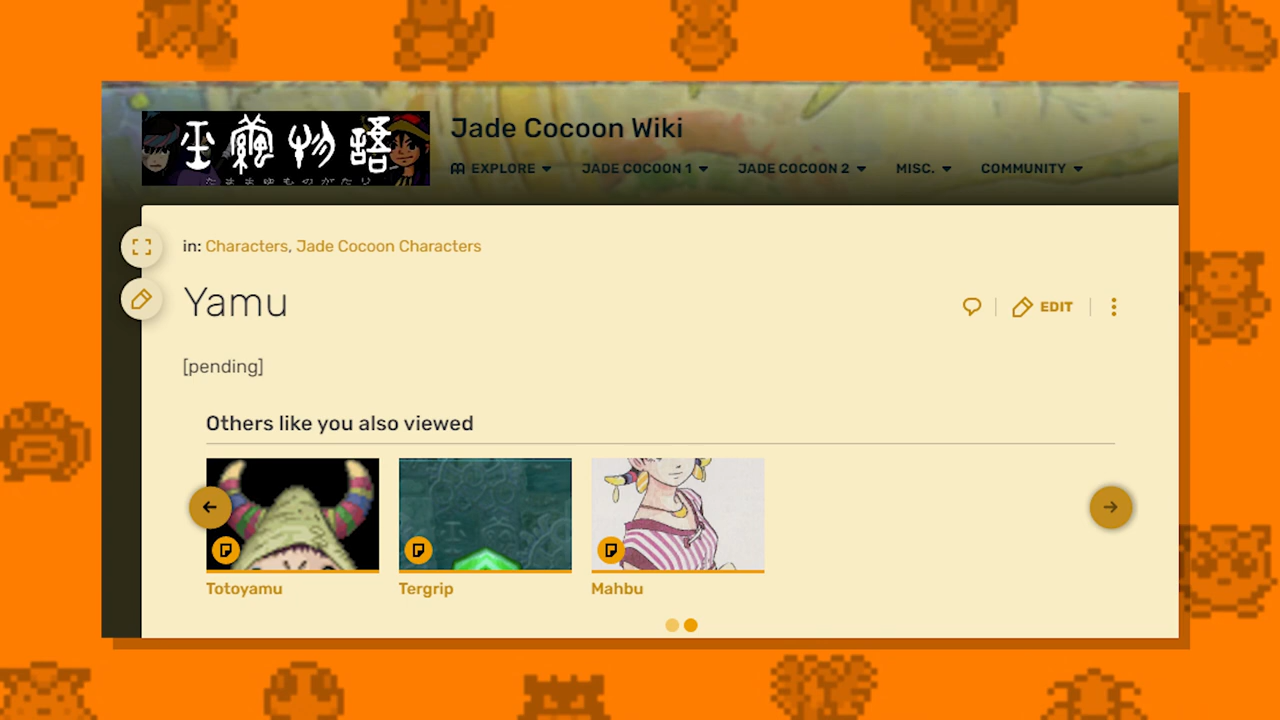 玉繭物語
たままゆものがたり
Jade Cocoon Wiki
EXPLORE JADE COCOON 1 JADE COCOON 2 MISC. COMMUNITY
in: Characters, Jade Cocoon Characters
Yamu
EDIT
[pending]
Others like you also viewed
Totoyamu Tergrip Mahbu